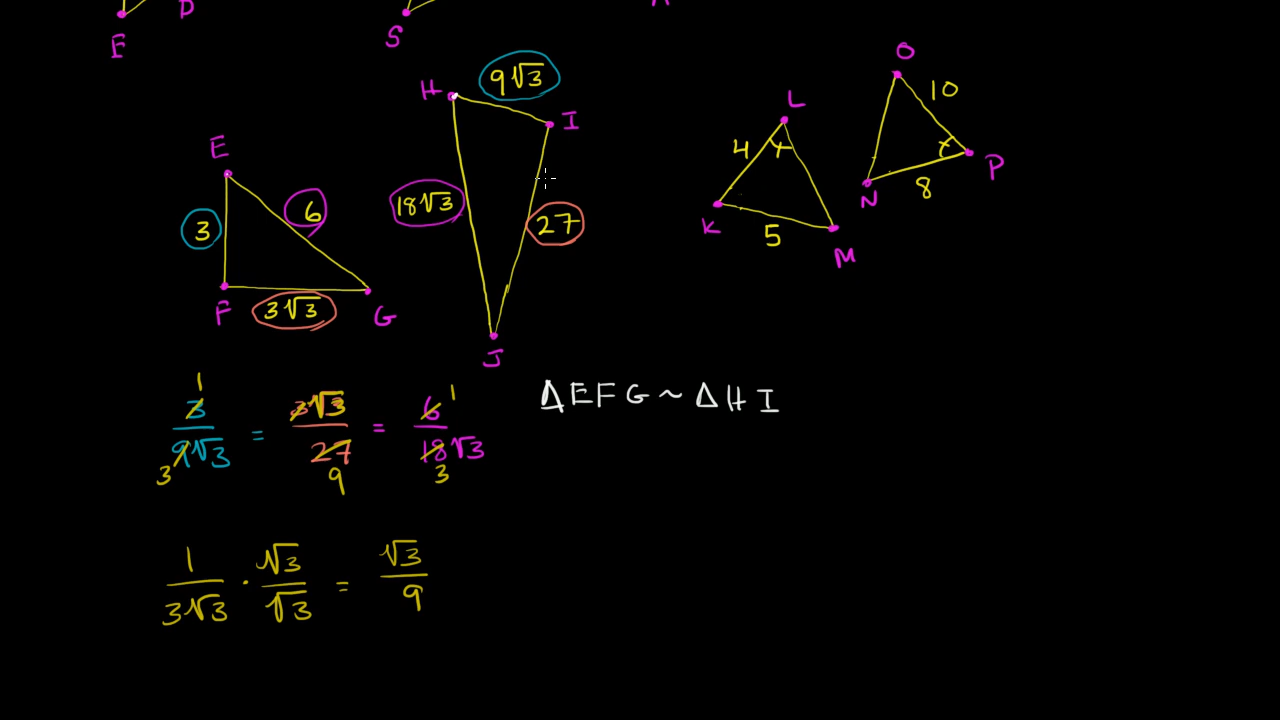 E D
S
H 9√3 I
18√3 27
J
E
3 6
F 3√3 G
L
4
K 5 M
O
10
N 8 P
1
3/9√3 = 3√3/27 = 6/18√3 1
3 9 3
ΔEFG ~ ΔHI
1/3√3 · √3/√3 = √3/9